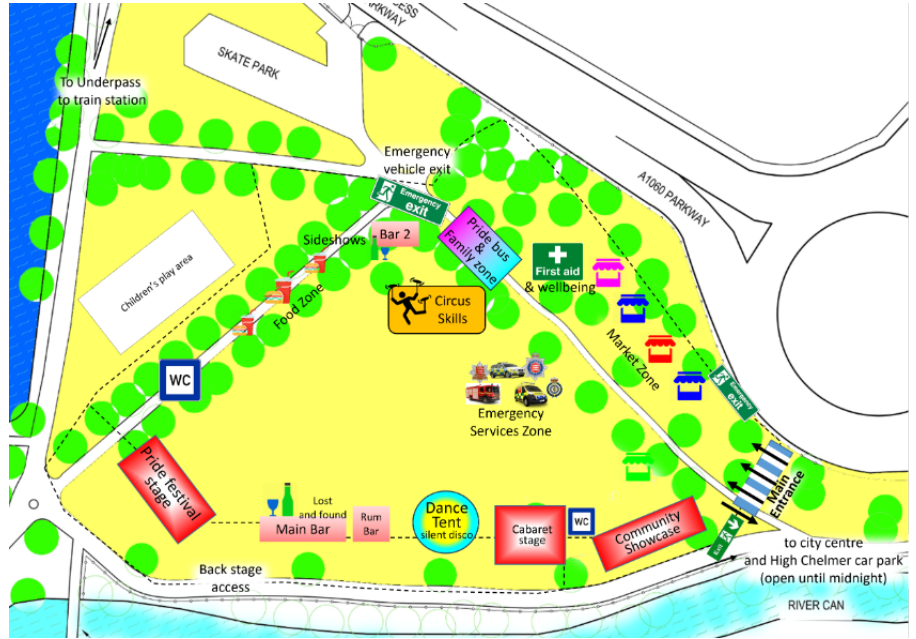 CESS
PARKWAY
SKATE PARK
To Underpass
to train station
Emergency
vehicle exit
Emergency
exit
A1060 PARKWAY
Sideshows
Bar 2
Pride bus
&
Family zone
First aid
& wellbeing
Children's play area
Food Zone
Circus
Skills
Market Zone
WC
Emergency
Services Zone
Emergency
exit
Pride festival
stage
Lost
and found
Main Bar
Rum
Bar
Dance
Tent
silent disco
Cabaret
stage
WC
Community
Showcase
Main
Entrance
Exit
to city centre
and High Chelmer car park
(open until midnight)
Back stage
access
RIVER CAN